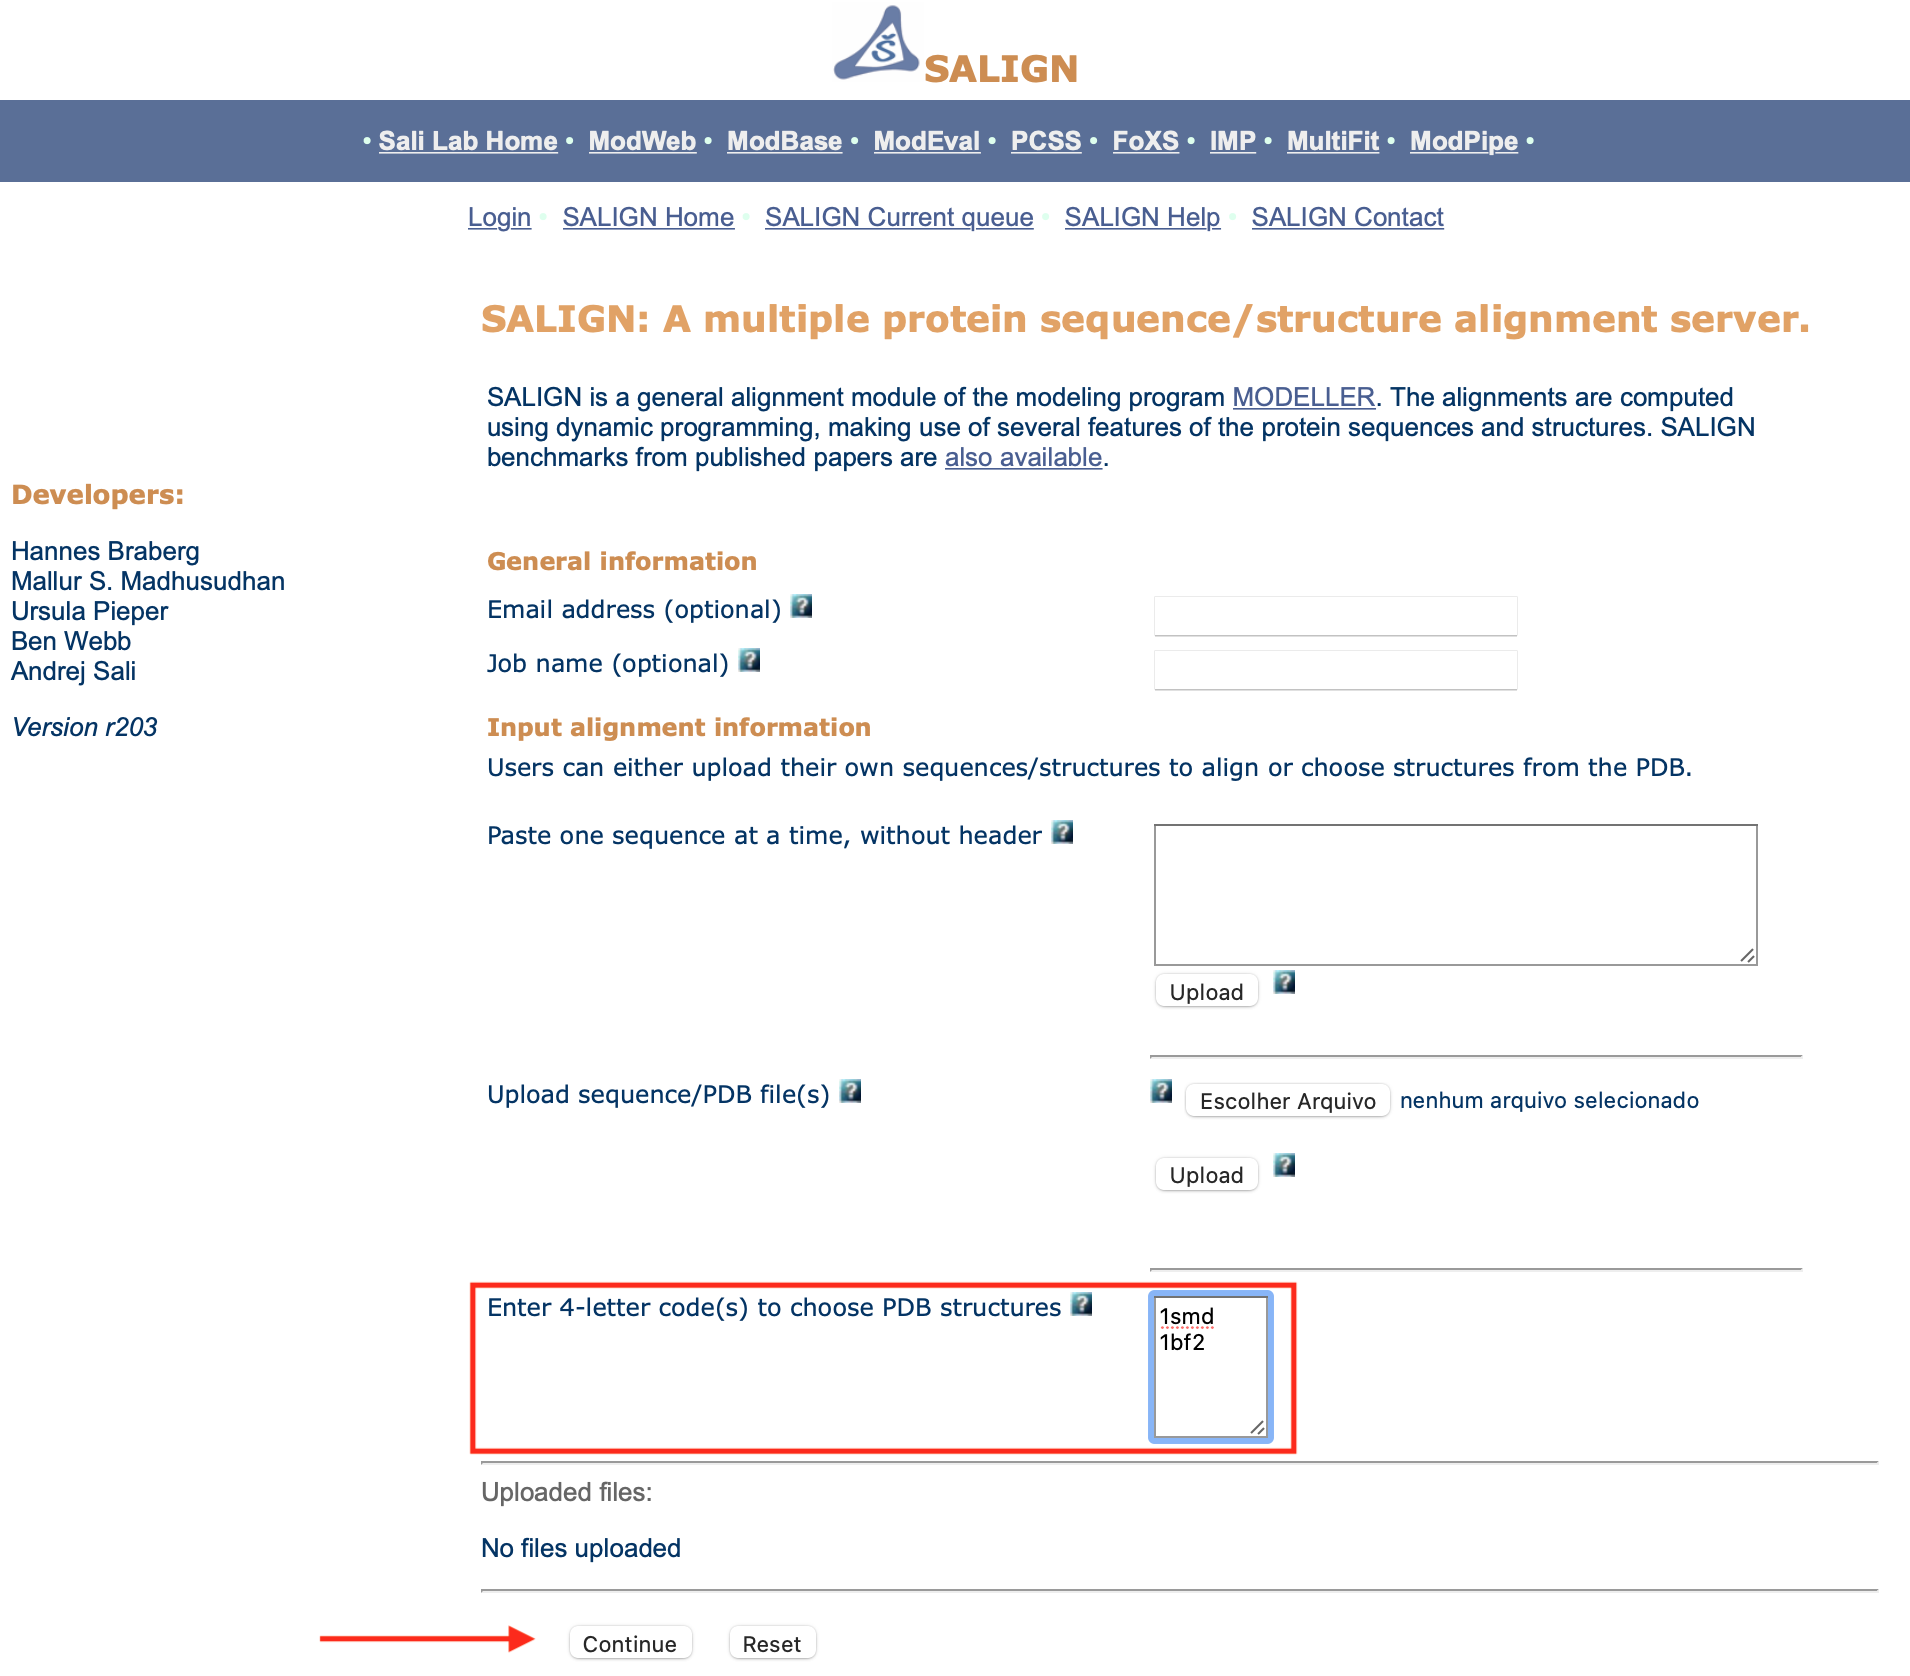 Š SALIGN
• Sali Lab Home • ModWeb • ModBase • ModEval • PCSS • FoXS • IMP • MultiFit • ModPipe •
Login • SALIGN Home • SALIGN Current queue • SALIGN Help • SALIGN Contact
SALIGN: A multiple protein sequence/structure alignment server.
SALIGN is a general alignment module of the modeling program MODELLER. The alignments are computed
using dynamic programming, making use of several features of the protein sequences and structures. SALIGN
benchmarks from published papers are also available.
Developers:
Hannes Braberg
Mallur S. Madhusudhan
Ursula Pieper
Ben Webb
Andrej Sali
Version r203
General information
Email address (optional) ?
Job name (optional) ?
Input alignment information
Users can either upload their own sequences/structures to align or choose structures from the PDB.
Paste one sequence at a time, without header ?
Upload ?
Upload sequence/PDB file(s) ? ? Escolher Arquivo nenhum arquivo selecionado
Upload ?
Enter 4-letter code(s) to choose PDB structures ? 1smd
1bf2
Uploaded files:
No files uploaded
Continue Reset